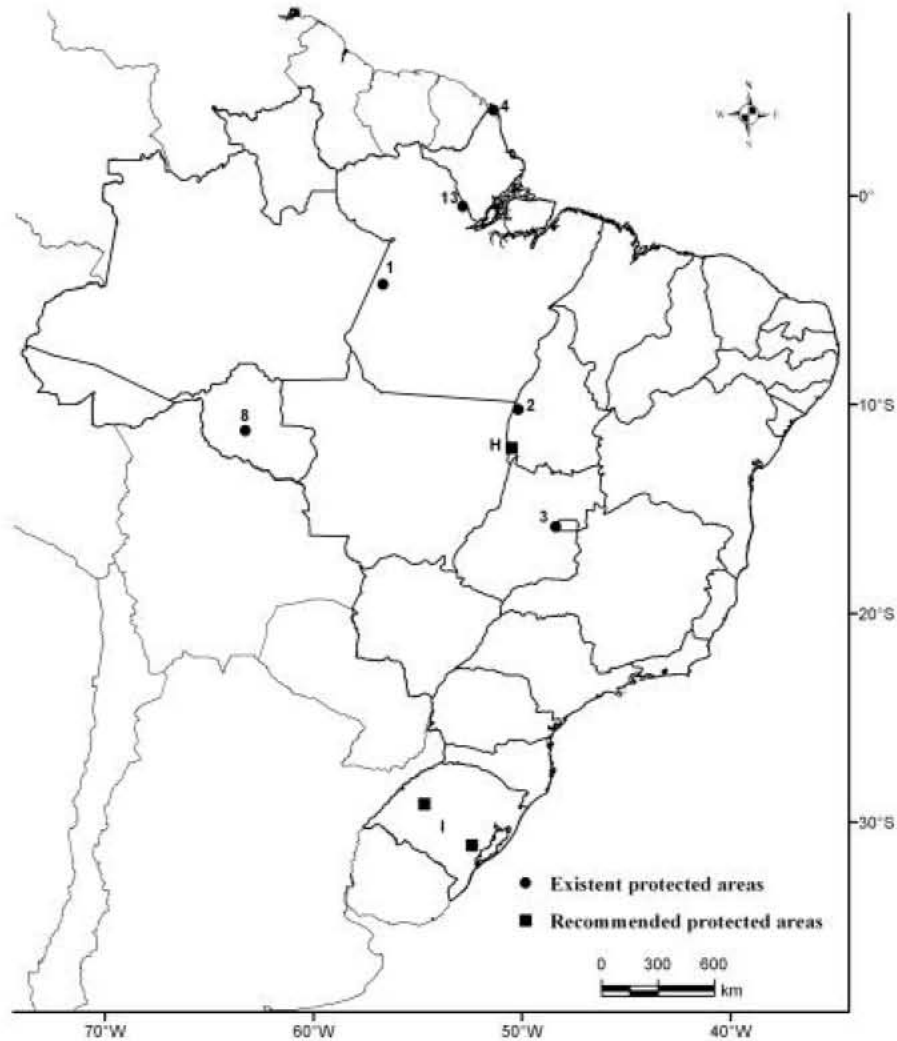 4
N
W E
S
13
0°
1
2
10°S
8
H
3
20°S
30°S
I
Existent protected areas
Recommended protected areas
0 300 600
km
70°W 60°W 50°W 40°W